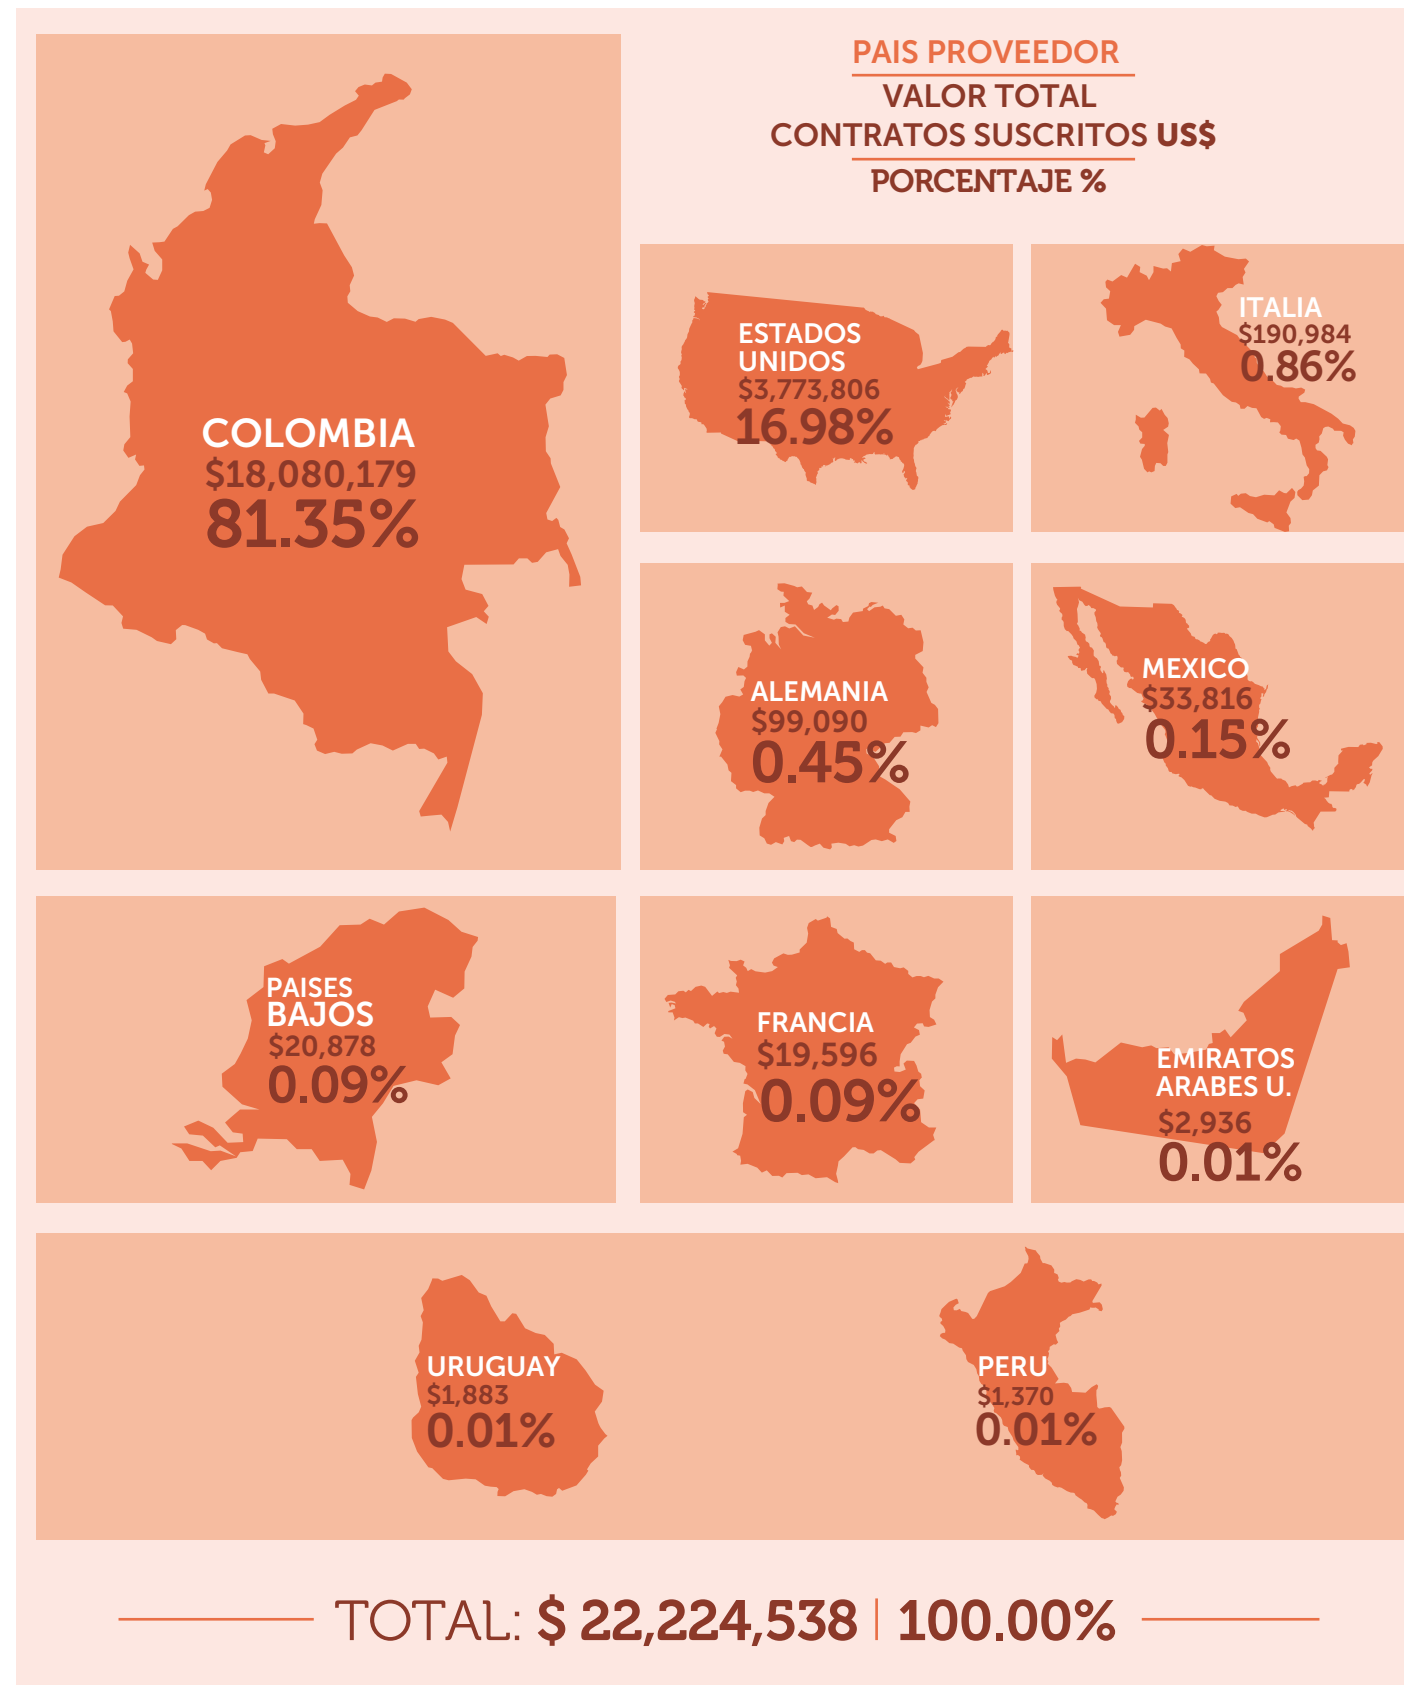 PAIS PROVEEDOR
VALOR TOTAL
CONTRATOS SUSCRITOS US$
PORCENTAJE %
COLOMBIA
$18,080,179
81.35%
ESTADOS
UNIDOS
$3,773,806
16.98%
ITALIA
$190,984
0.86%
ALEMANIA
$99,090
0.45%
MEXICO
$33,816
0.15%
PAISES
BAJOS
$20,878
0.09%
FRANCIA
$19,596
0.09%
EMIRATOS
ARABES U.
$2,936
0.01%
URUGUAY
$1,883
0.01%
PERU
$1,370
0.01%
TOTAL: $ 22,224,538 | 100.00%